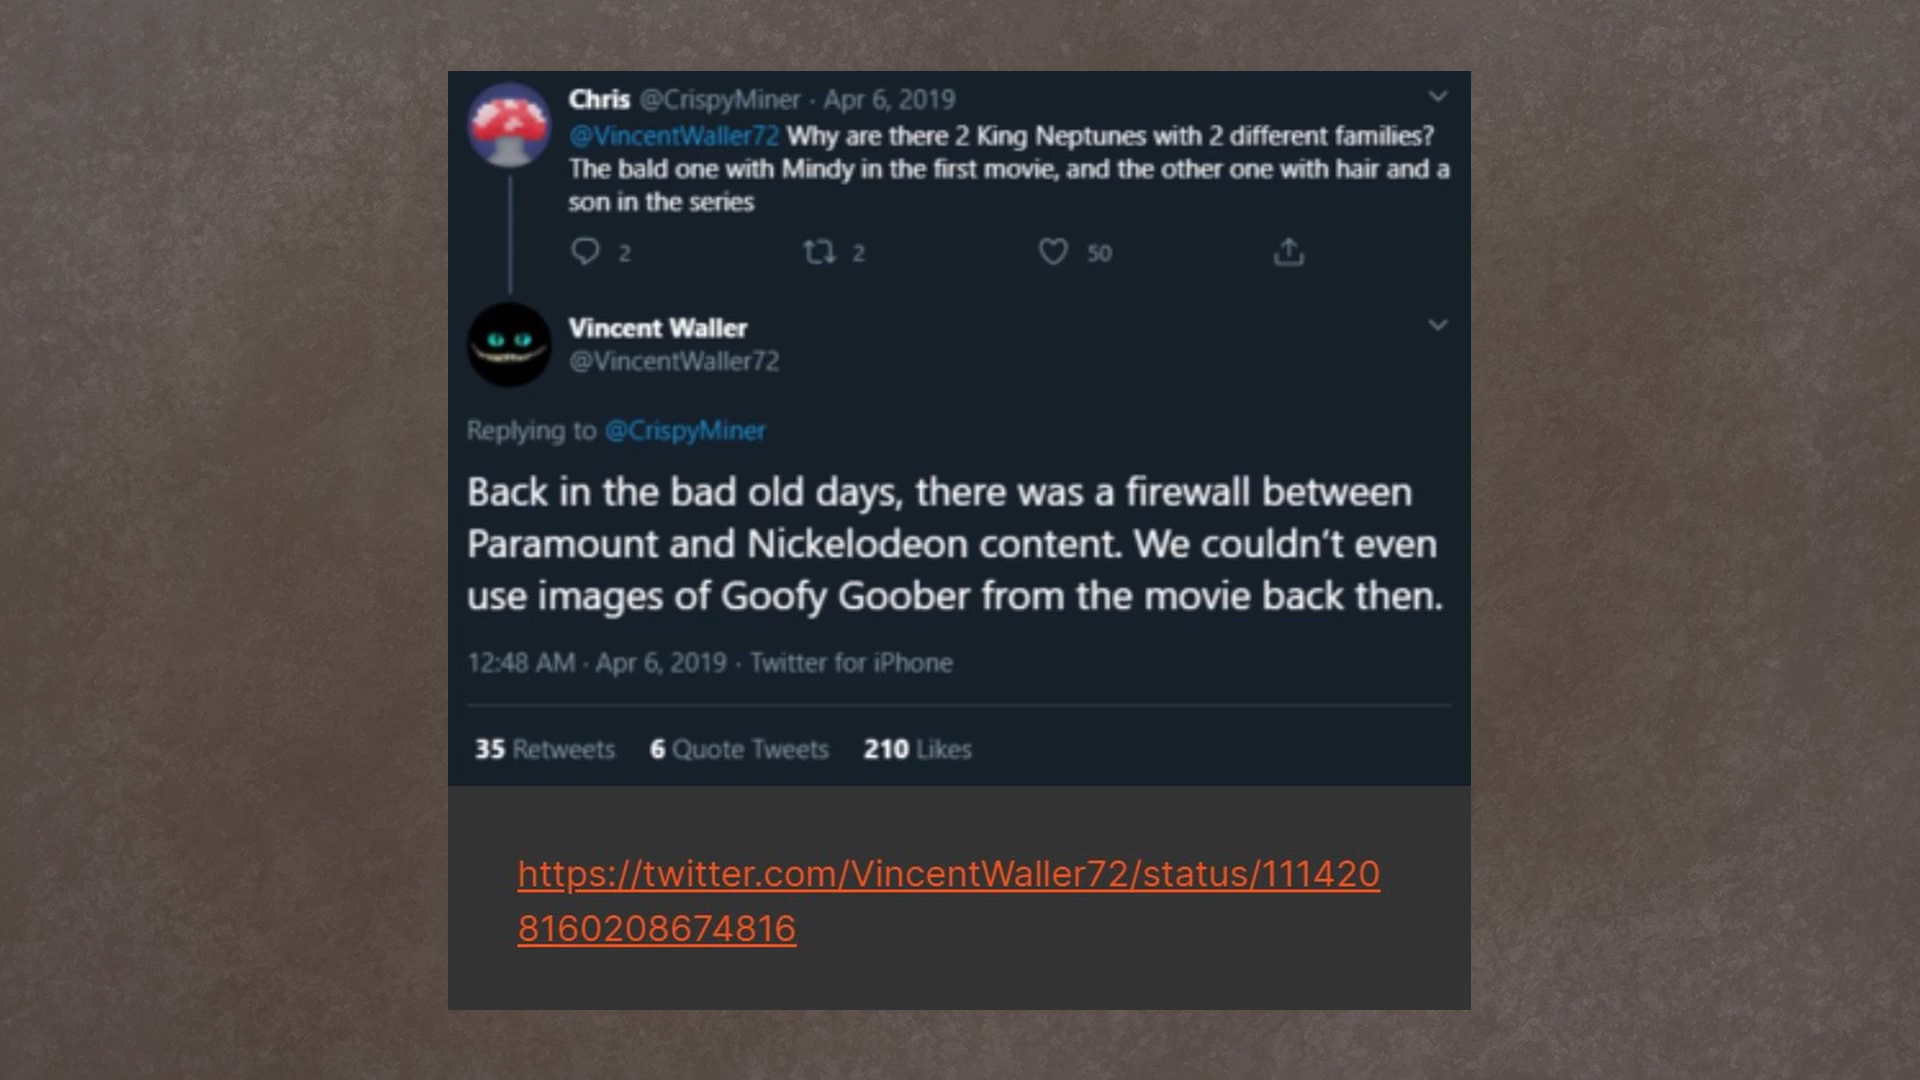 Chris @CrispyMiner · Apr 6, 2019
@VincentWaller72 Why are there 2 King Neptunes with 2 different families?
The bald one with Mindy in the first movie, and the other one with hair and a
son in the series
2 2 50
Vincent Waller
@VincentWaller72
Replying to @CrispyMiner
Back in the bad old days, there was a firewall between
Paramount and Nickelodeon content. We couldn’t even
use images of Goofy Goober from the movie back then.
12:48 AM · Apr 6, 2019 · Twitter for iPhone
35 Retweets 6 Quote Tweets 210 Likes
https://twitter.com/VincentWaller72/status/111420
8160208674816